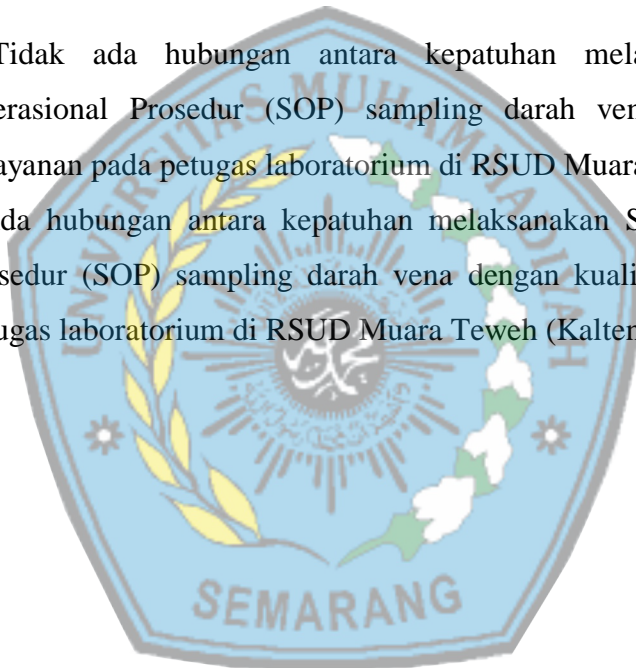 Tidak ada hubungan antara kepatuhan mela
erasional Prosedur (SOP) sampling darah ven
ayanan pada petugas laboratorium di RSUD Muara
da hubungan antara kepatuhan melaksanakan S
sedur (SOP) sampling darah vena dengan kuali
ugas laboratorium di RSUD Muara Teweh (Kalten
UNIVERSITAS MUHAMMADIYAH
SEMARANG